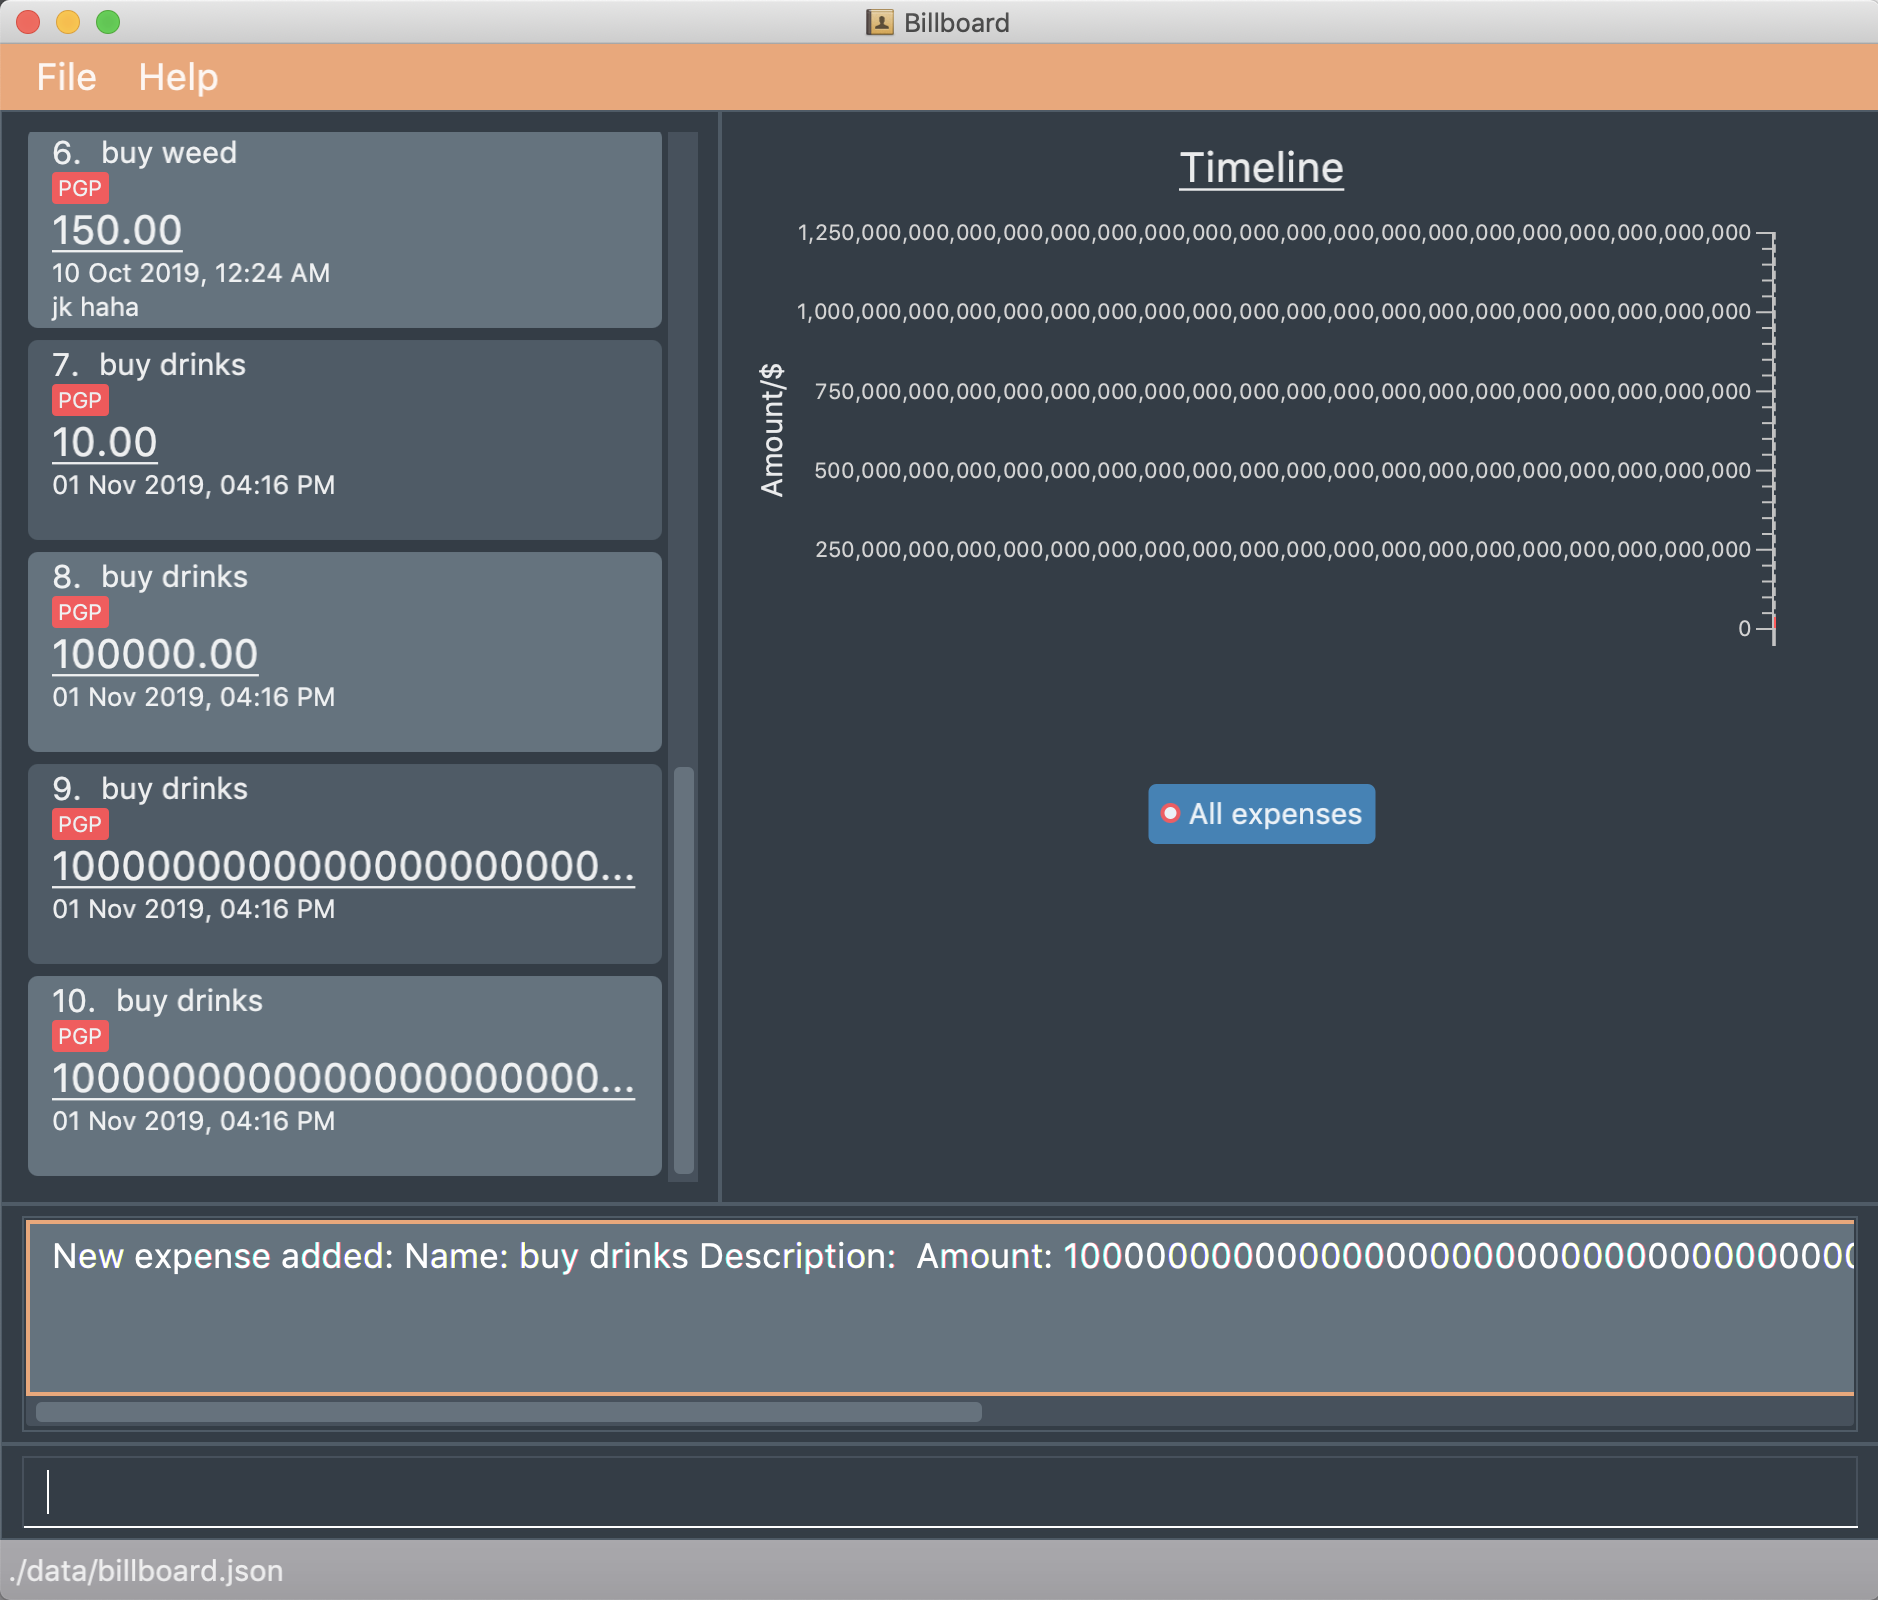 Billboard
File Help
6. buy weed
PGP
150.00
10 Oct 2019, 12:24 AM
jk haha
7. buy drinks
PGP
10.00
01 Nov 2019, 04:16 PM
8. buy drinks
PGP
100000.00
01 Nov 2019, 04:16 PM
9. buy drinks
PGP
1000000000000000000000...
01 Nov 2019, 04:16 PM
10. buy drinks
PGP
1000000000000000000000...
01 Nov 2019, 04:16 PM
Timeline
Amount/$
1,250,000,000,000,000,000,000,000,000,000,000,000,000,000,000,000,000,000,000,000
1,000,000,000,000,000,000,000,000,000,000,000,000,000,000,000,000,000,000,000,000
750,000,000,000,000,000,000,000,000,000,000,000,000,000,000,000,000,000,000,000
500,000,000,000,000,000,000,000,000,000,000,000,000,000,000,000,000,000,000,000
250,000,000,000,000,000,000,000,000,000,000,000,000,000,000,000,000,000,000,000
0
All expenses
New expense added: Name: buy drinks Description:  Amount: 1000000000000000000000000000000000000
./data/billboard.json